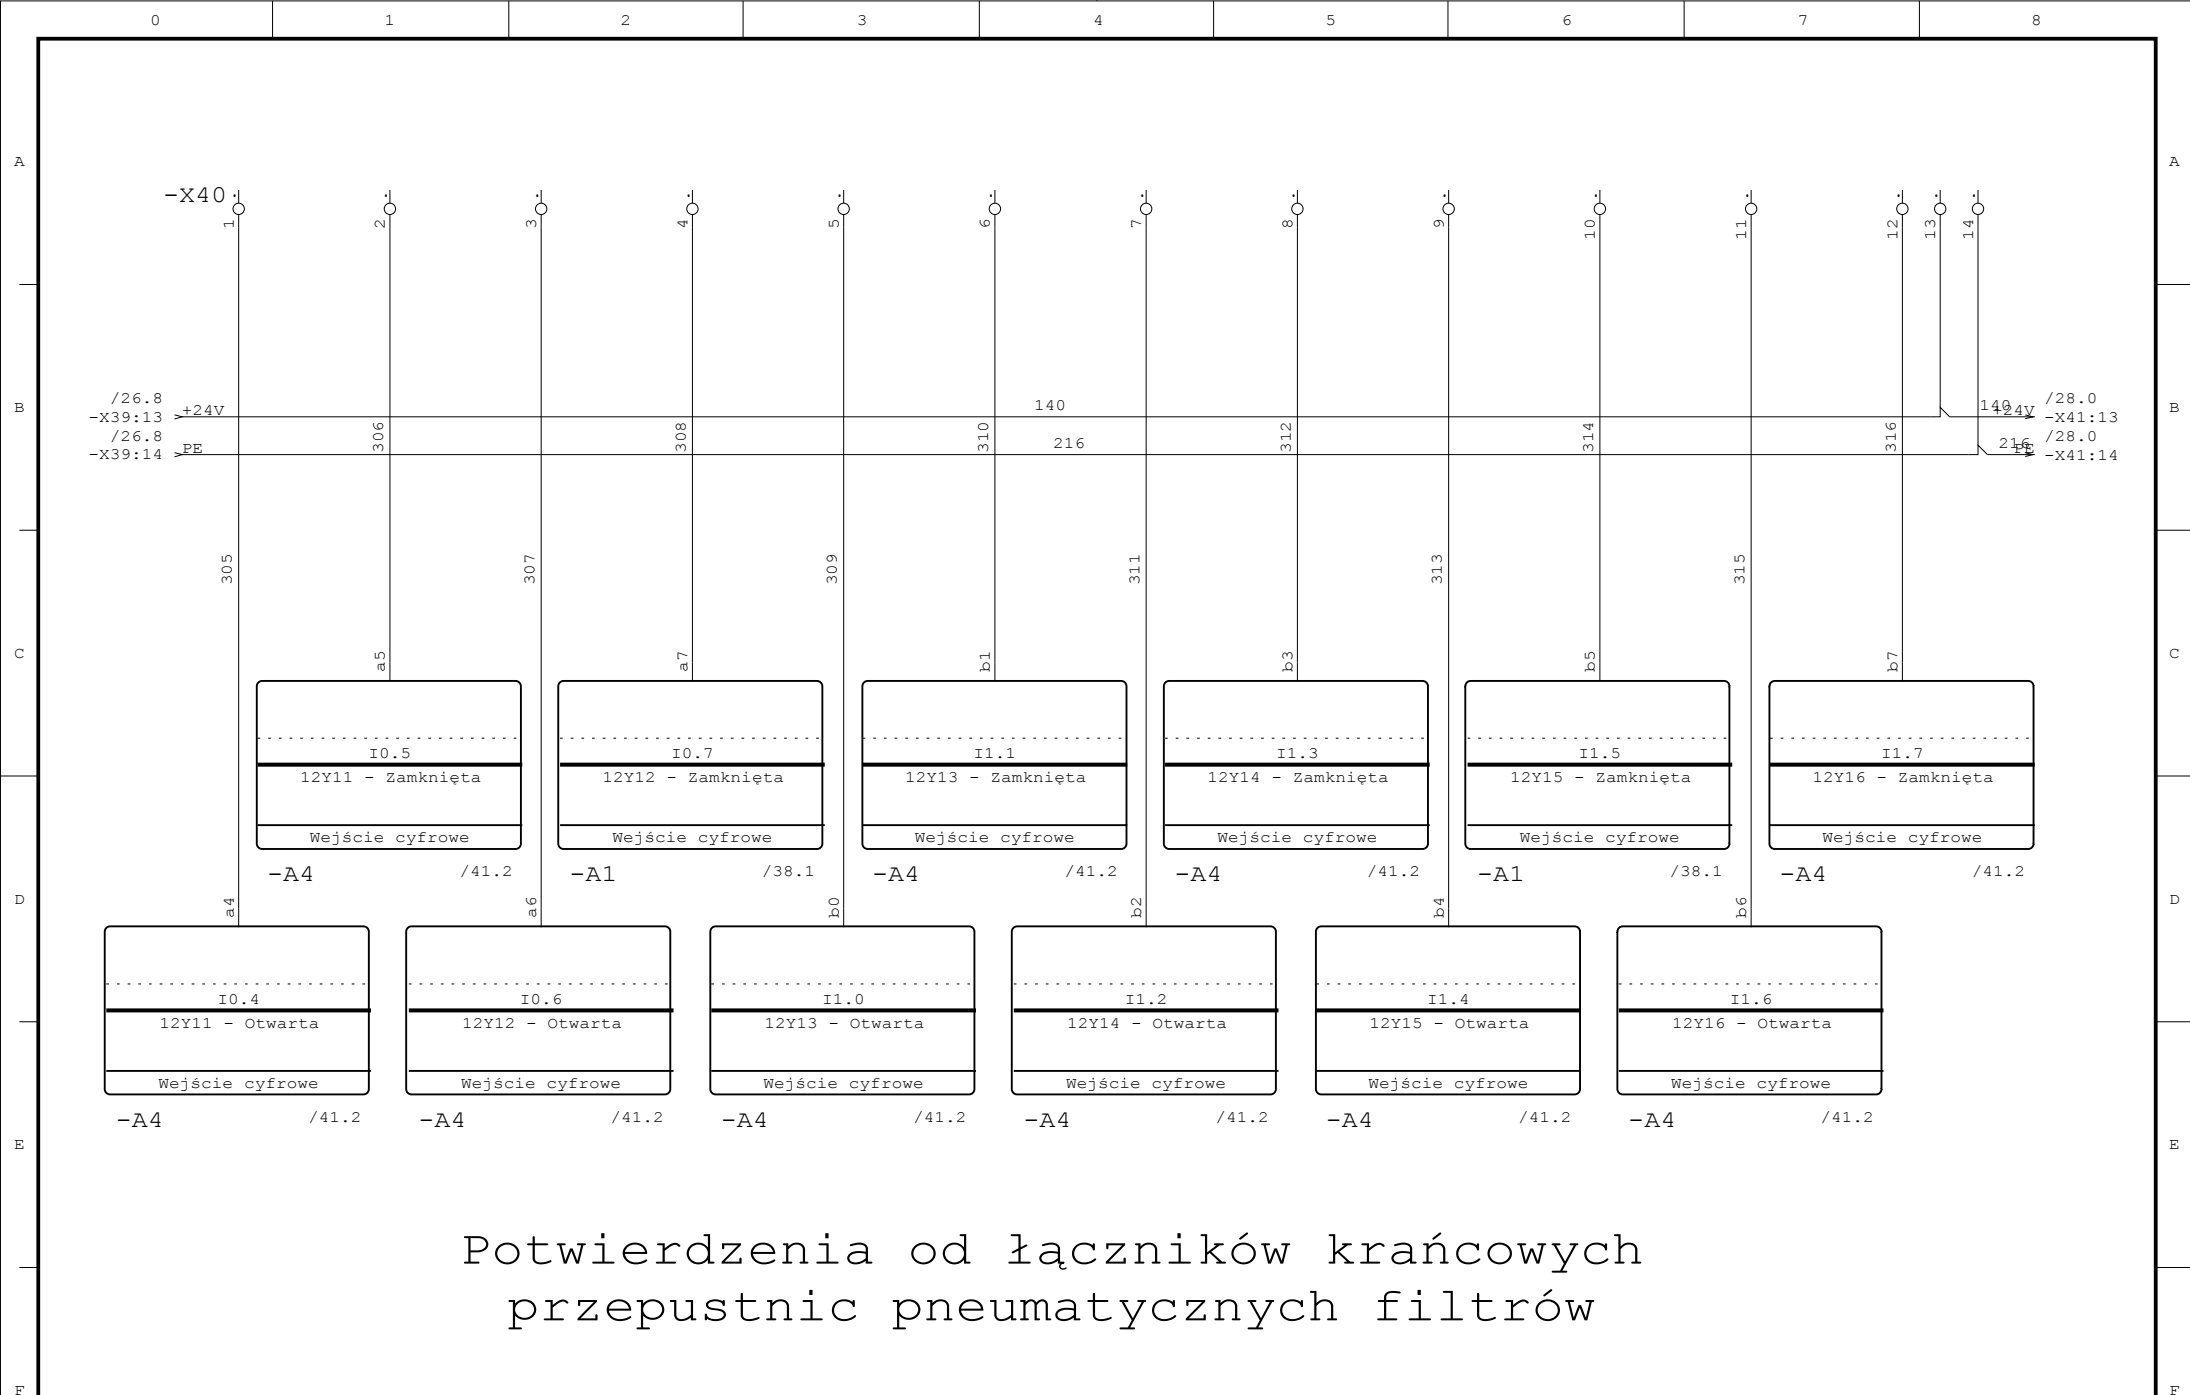 0 1 2 3 4 5 6 7 8
A A
-X40
1 2 3 4 5 6 7 8 9 10 11 12 13 14
/26.8 /28.0
-X39:13 +24V 140 140 +24V -X41:13
B B
/26.8 /28.0
-X39:14 PE 216 216 PE -X41:14
306 308 310 312 314 316
305 307 309 311 313 315
C C
a5 a7 b1 b3 b5 b7
I0.5 I0.7 I1.1 I1.3 I1.5 I1.7
12Y11 - Zamknięta 12Y12 - Zamknięta 12Y13 - Zamknięta 12Y14 - Zamknięta 12Y15 - Zamknięta 12Y16 - Zamknięta
Wejście cyfrowe Wejście cyfrowe Wejście cyfrowe Wejście cyfrowe Wejście cyfrowe Wejście cyfrowe
-A4 /41.2 -A1 /38.1 -A4 /41.2 -A4 /41.2 -A1 /38.1 -A4 /41.2
D D
a4 a6 b0 b2 b4 b6
I0.4 I0.6 I1.0 I1.2 I1.4 I1.6
12Y11 - Otwarta 12Y12 - Otwarta 12Y13 - Otwarta 12Y14 - Otwarta 12Y15 - Otwarta 12Y16 - Otwarta
Wejście cyfrowe Wejście cyfrowe Wejście cyfrowe Wejście cyfrowe Wejście cyfrowe Wejście cyfrowe
-A4 /41.2 -A4 /41.2 -A4 /41.2 -A4 /41.2 -A4 /41.2 -A4 /41.2
E E
Potwierdzenia od łączników krańcowych
przepustnic pneumatycznych filtrów
F F